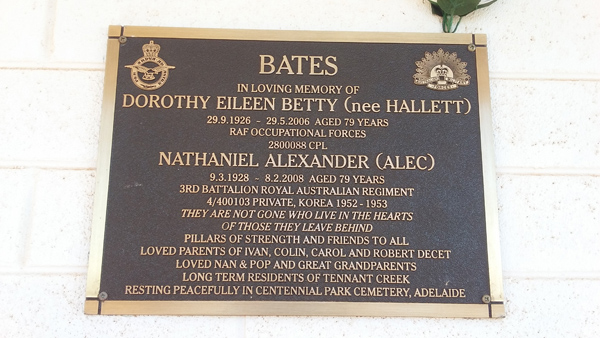 BATES
IN LOVING MEMORY OF
DOROTHY EILEEN BETTY (nee HALLETT)
29.9.1926 - 29.5.2006 AGED 79 YEARS
RAF OCCUPATIONAL FORCES
2800088 CPL
NATHANIEL ALEXANDER (ALEC)
9.3.1928 - 8.2.2008 AGED 79 YEARS
3RD BATTALION ROYAL AUSTRALIAN REGIMENT
4/400103 PRIVATE, KOREA 1952 - 1953
THEY ARE NOT GONE WHO LIVE IN THE HEARTS
OF THOSE THEY LEAVE BEHIND
PILLARS OF STRENGTH AND FRIENDS TO ALL
LOVED PARENTS OF IVAN, COLIN, CAROL AND ROBERT DECET
LOVED NAN & POP AND GREAT GRANDPARENTS
LONG TERM RESIDENTS OF TENNANT CREEK
RESTING PEACEFULLY IN CENTENNIAL PARK CEMETERY, ADELAIDE